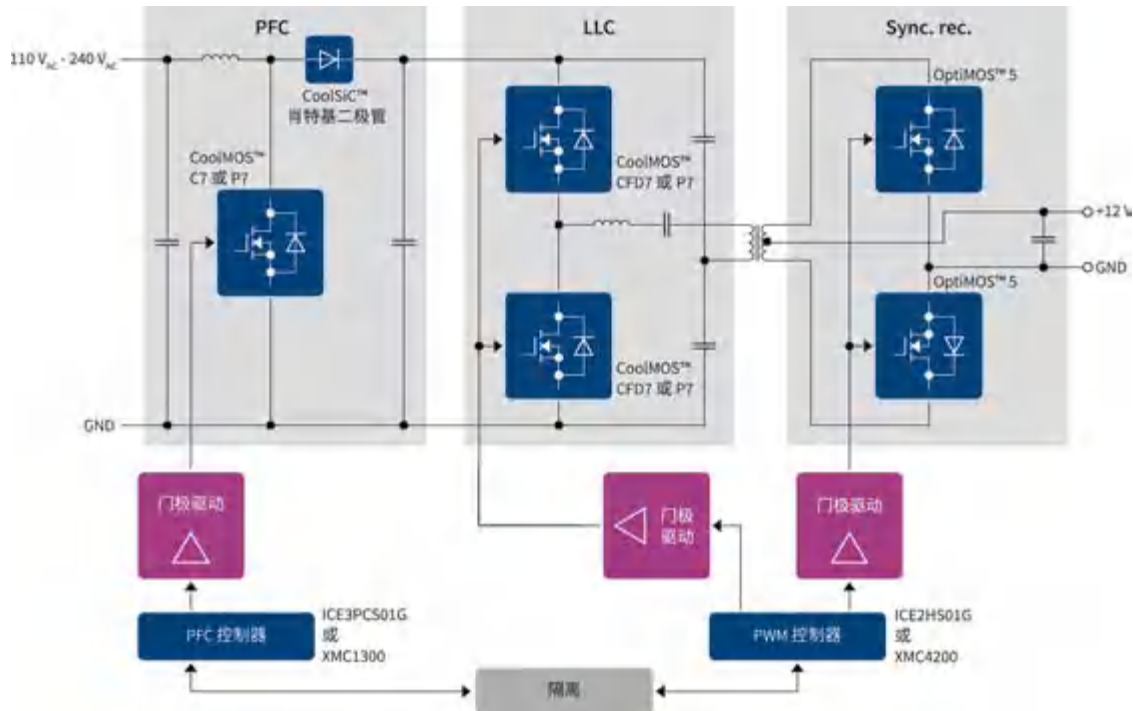 PFC
LLC
Sync. rec.
110 VAC - 240 VAC
CoolSiC™
肖特基二极管
CoolMOS™
C7 或 P7
CoolMOS™
CFD7 或 P7
OptiMOS™ 5
+12 V
GND
OptiMOS™ 5
CoolMOS™
CFD7 或 P7
GND
门极驱动
门极
驱动
门极驱动
PFC 控制器
ICE3PCS01G
或
XMC1300
PWM 控制器
ICE2HS01G
或
XMC4200
隔离